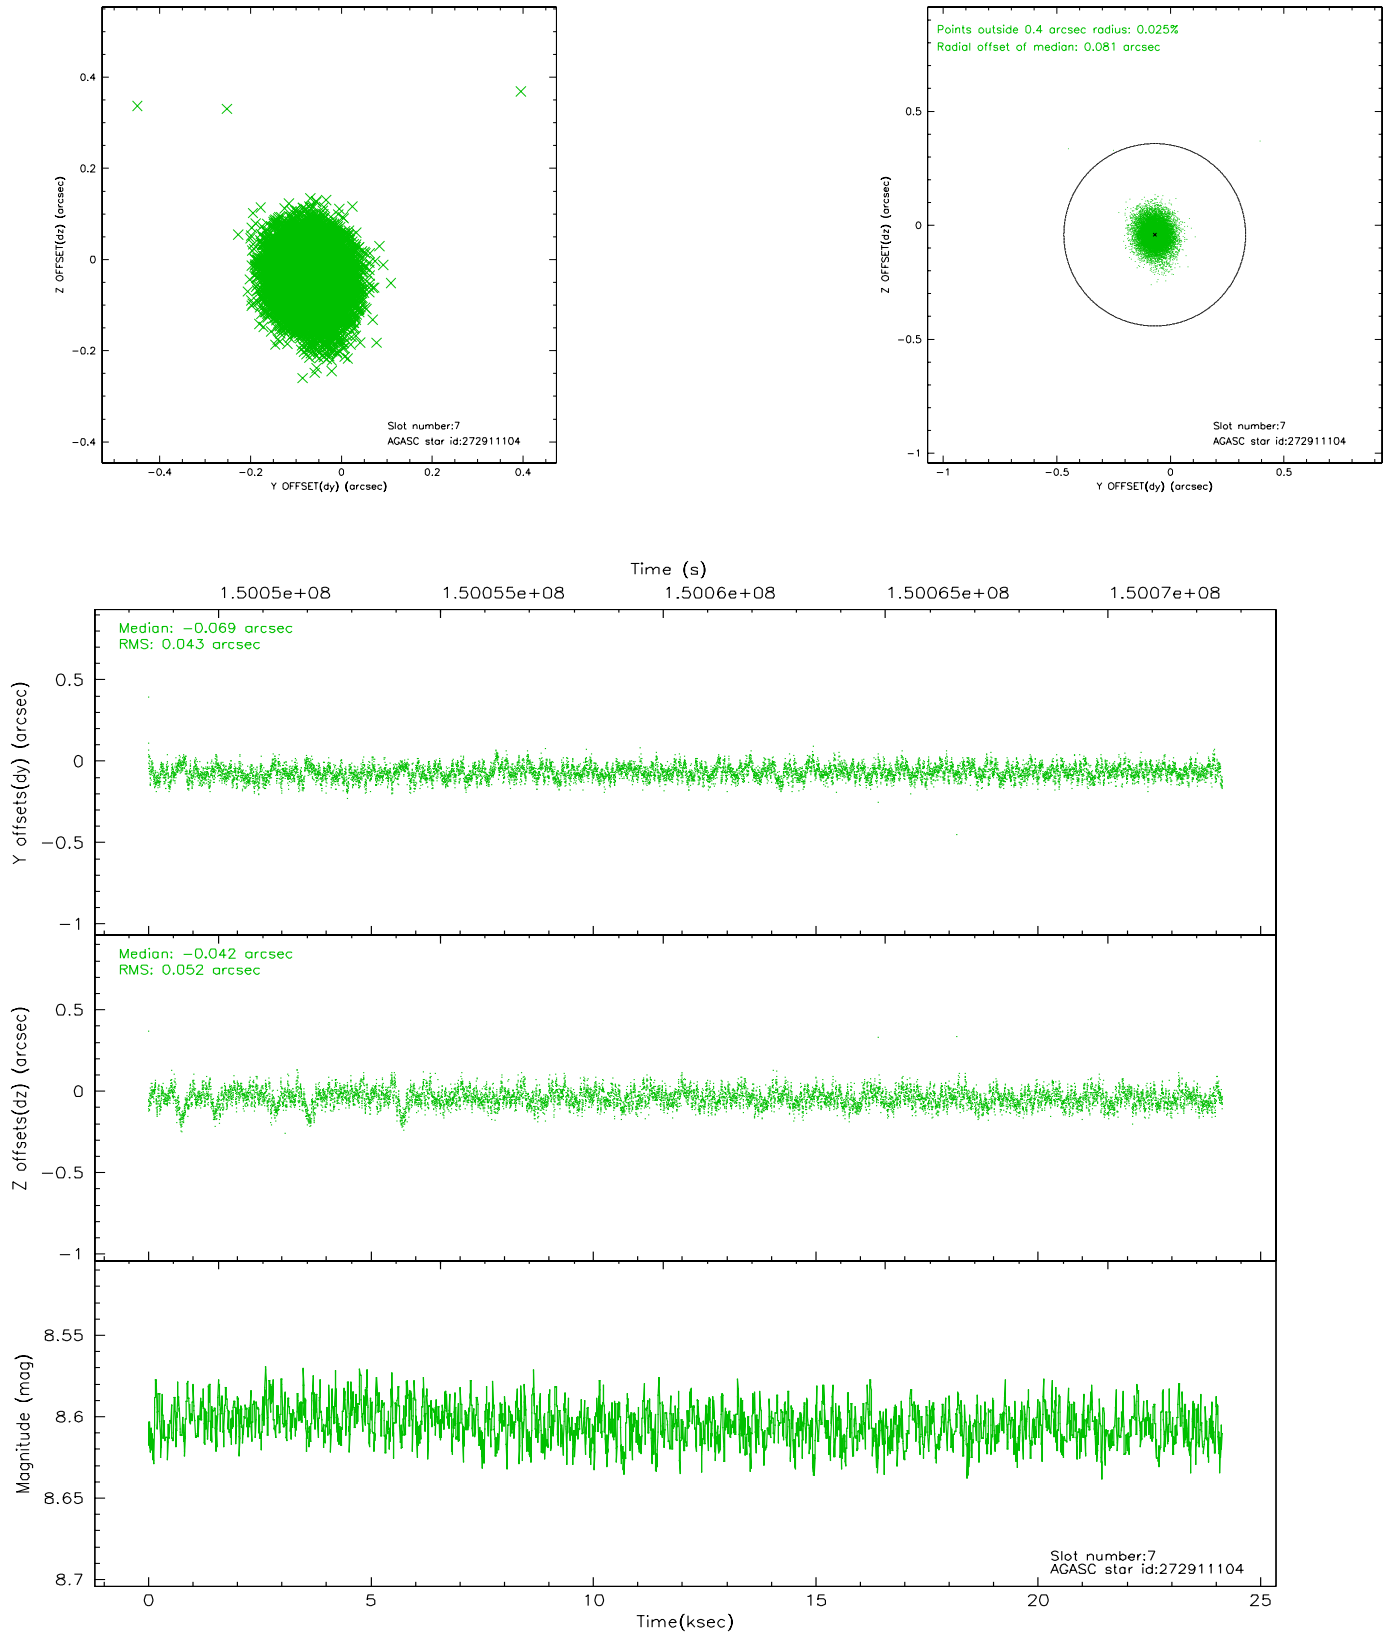 0.4
0.2
0
-0.2
-0.4
Z OFFSET(dz) (arcsec)
Slot number:7
AGASC star id:272911104
-0.4 -0.2 0 0.2 0.4
Y OFFSET(dy) (arcsec)
Points outside 0.4 arcsec radius: 0.025%
Radial offset of median: 0.081 arcsec
0.5
0
-0.5
-1
Z OFFSET(dz) (arcsec)
Slot number:7
AGASC star id:272911104
-1 -0.5 0 0.5
Y OFFSET(dy) (arcsec)
Time (s)
1.5005e+08 1.50055e+08 1.5006e+08 1.50065e+08 1.5007e+08
Median: -0.069 arcsec
RMS: 0.043 arcsec
0.5
0
-0.5
-1
Y offsets(dy) (arcsec)
Median: -0.042 arcsec
RMS: 0.052 arcsec
0.5
0
-0.5
-1
Z offsets(dz) (arcsec)
8.55
8.6
8.65
8.7
Magnitude (mag)
Slot number:7
AGASC star id:272911104
0 5 10 15 20 25
Time(ksec)